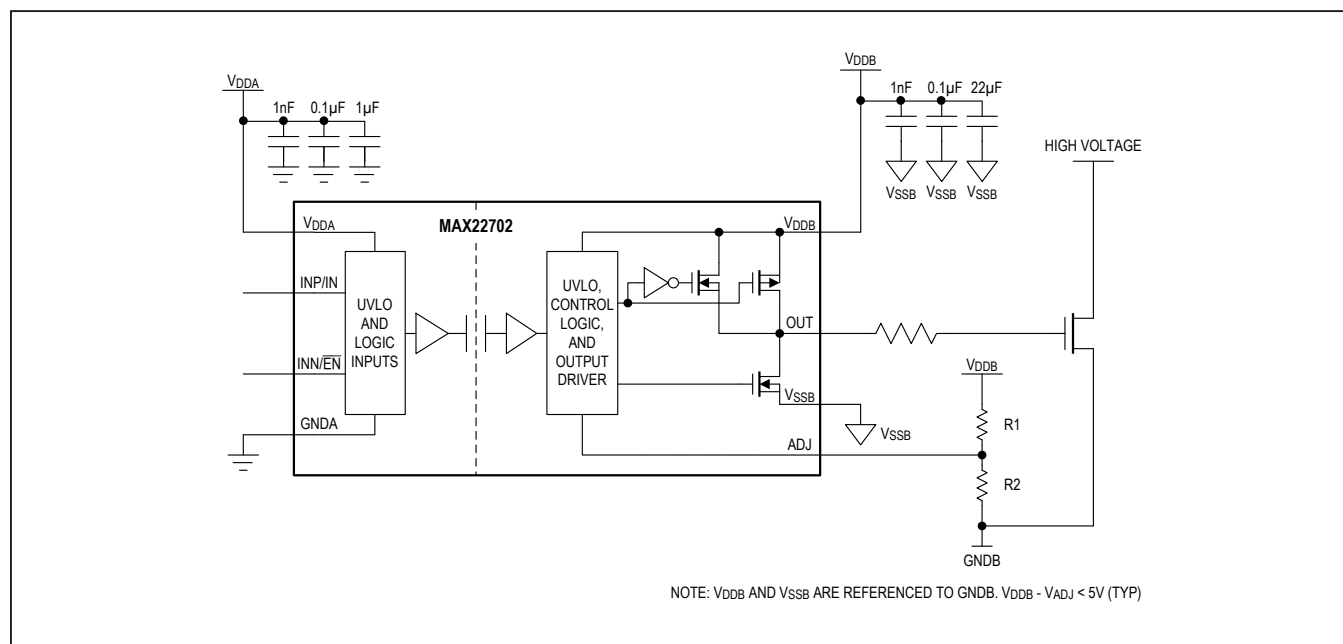 VDDA
1nF 0.1µF 1µF
VDDB
1nF 0.1µF 22µF
VSSB VSSB VSSB
HIGH VOLTAGE
VDDA
MAX22702
VDDB
INP/IN
UVLO
AND
LOGIC
INPUTS
INN/EN
GNDA
UVLO,
CONTROL
LOGIC,
AND
OUTPUT
DRIVER
OUT
VSSB
VSSB
ADJ
VDDB
R1
R2
GNDB
NOTE: VDDB AND VSSB ARE REFERENCED TO GNDB. VDDB - VADJ < 5V (TYP)